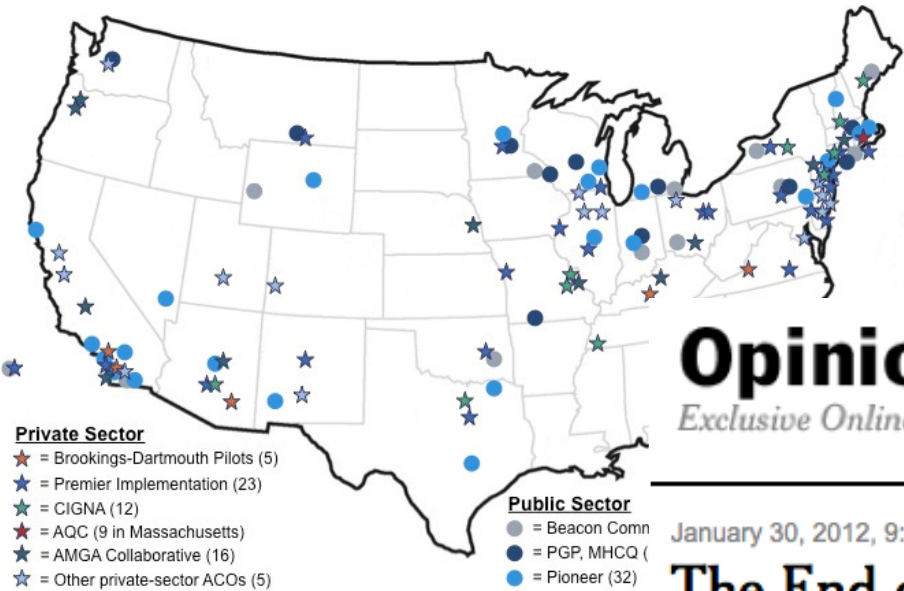 Private Sector
= Brookings-Dartmouth Pilots (5)
= Premier Implementation (23)
= CIGNA (12)
= AQC (9 in Massachusetts)
= AMGA Collaborative (16)
= Other private-sector ACOs (5)
Public Sector
= Beacon Comm
= PGP, MHCQ (
= Pioneer (32)
Opinio
Exclusive Online
January 30, 2012, 9:
The End